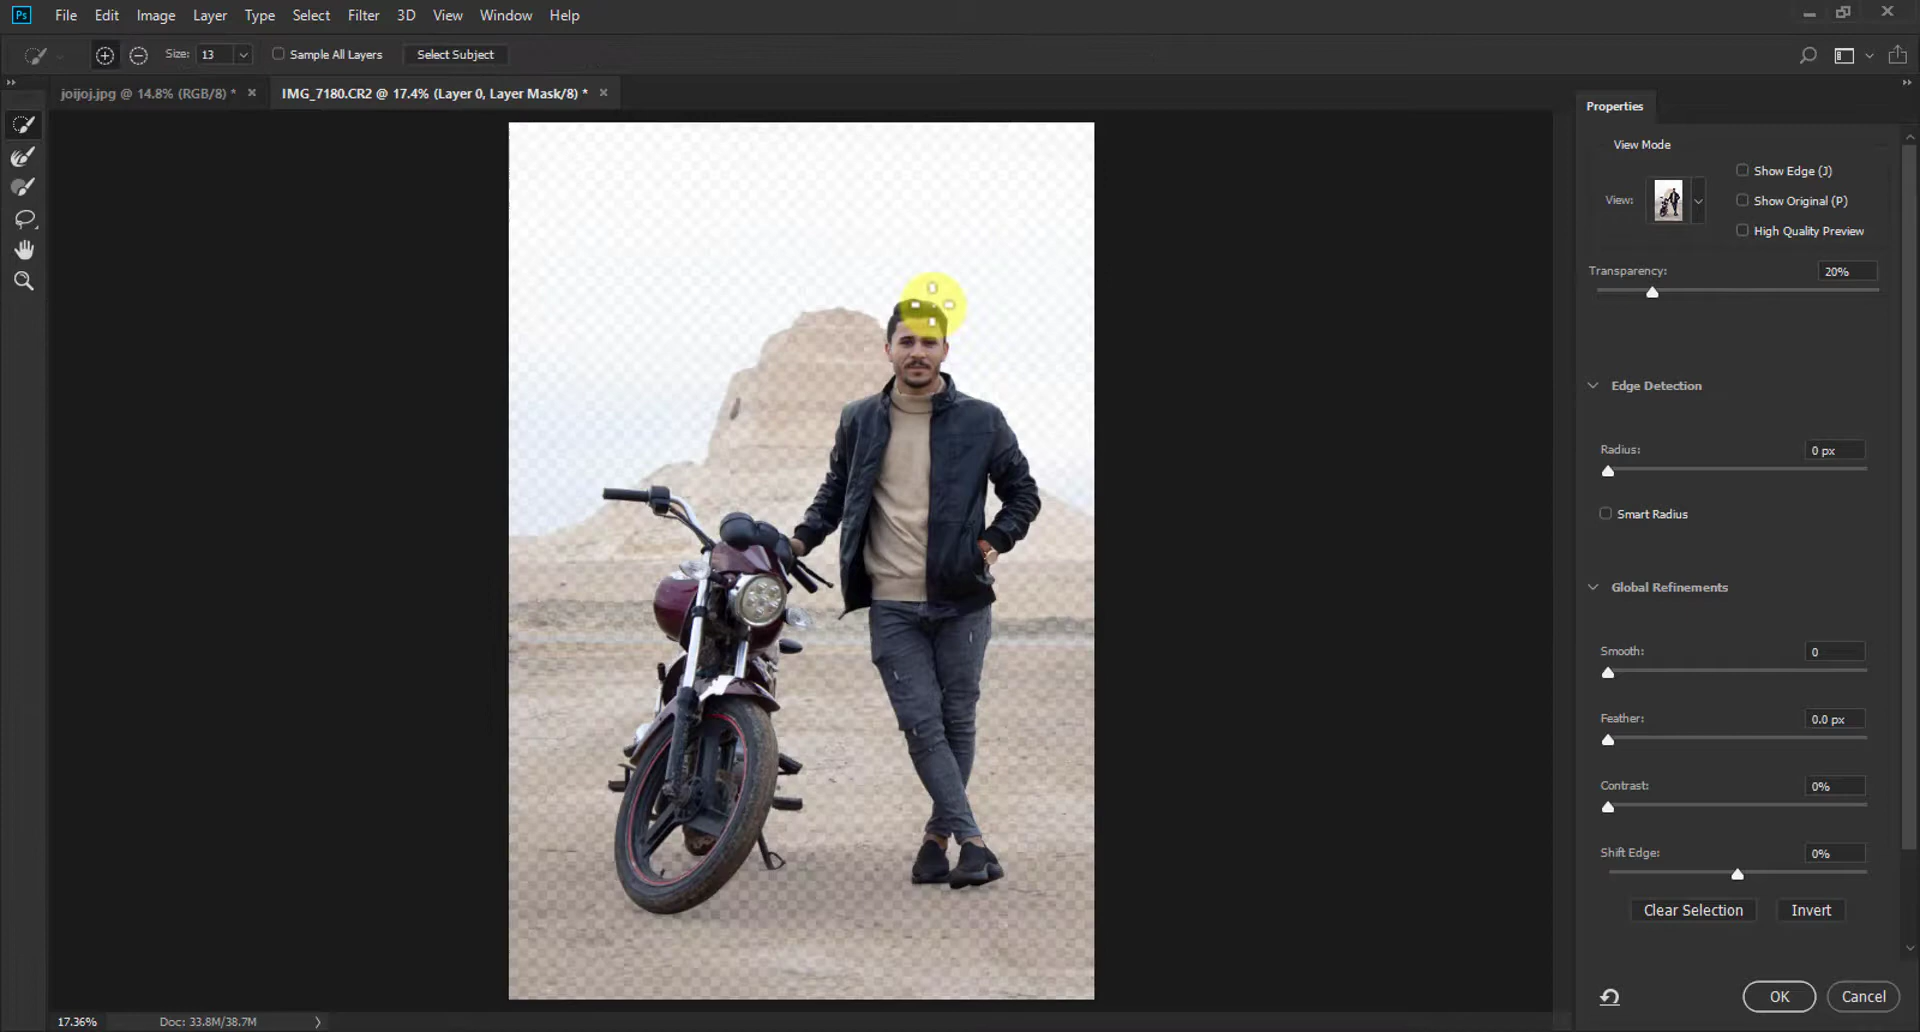 Ps File Edit Image Layer Type Select Filter 3D View Window Help
Size: 13 Sample All Layers Select Subject
joijoj.jpg @ 14.8% (RGB/8) * × IMG_7180.CR2 @ 17.4% (Layer 0, Layer Mask/8) * ×
Properties
View Mode
Show Edge (J)
View: Show Original (P)
High Quality Preview
Transparency: 20%
Edge Detection
Radius: 0 px
Smart Radius
Global Refinements
Smooth: 0
Feather: 0.0 px
Contrast: 0%
Shift Edge: 0%
Clear Selection Invert
OK Cancel
17.36% Doc: 33.8M/38.7M